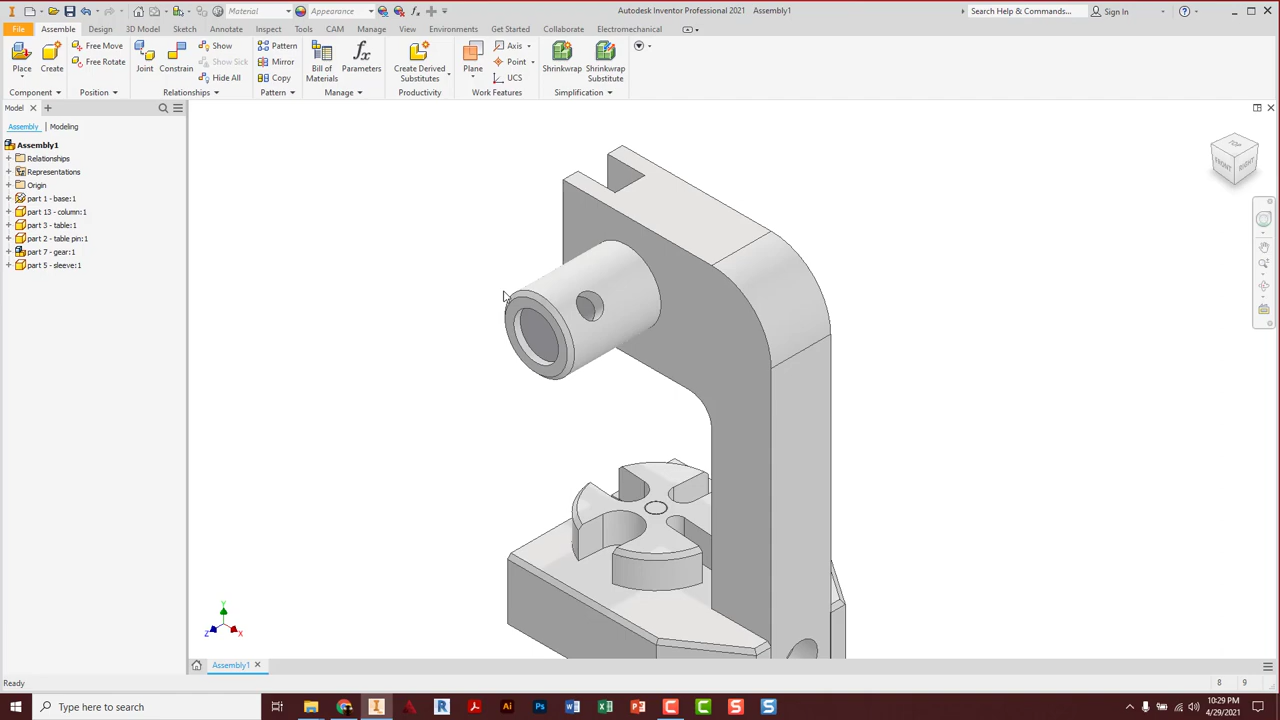 Material
Appearance
Autodesk Inventor Professional 2021 Assembly1
Search Help & Commands...
Sign In
File Assemble Design 3D Model Sketch Annotate Inspect Tools CAM Manage View Environments Get Started Collaborate Electromechanical
Place
Create
Free Move
Free Rotate
Joint
Constrain
Show
Show Sick
Hide All
Pattern
Mirror
Copy
Bill of
Materials
Parameters
Create Derived
Substitutes
Plane
Axis
Point
UCS
Shrinkwrap
Shrinkwrap
Substitute
Component
Position
Relationships
Pattern
Manage
Productivity
Work Features
Simplification
Model
Assembly Modeling
Assembly1
Relationships
Representations
Origin
part 1 - base:1
part 13 - column:1
part 3 - table:1
part 2 - table pin:1
part 7 - gear:1
part 5 - sleeve:1
TOP
FRONT
RIGHT
Y
Z
X
Assembly1
Ready
8 9
Type here to search
10:29 PM
4/29/2021